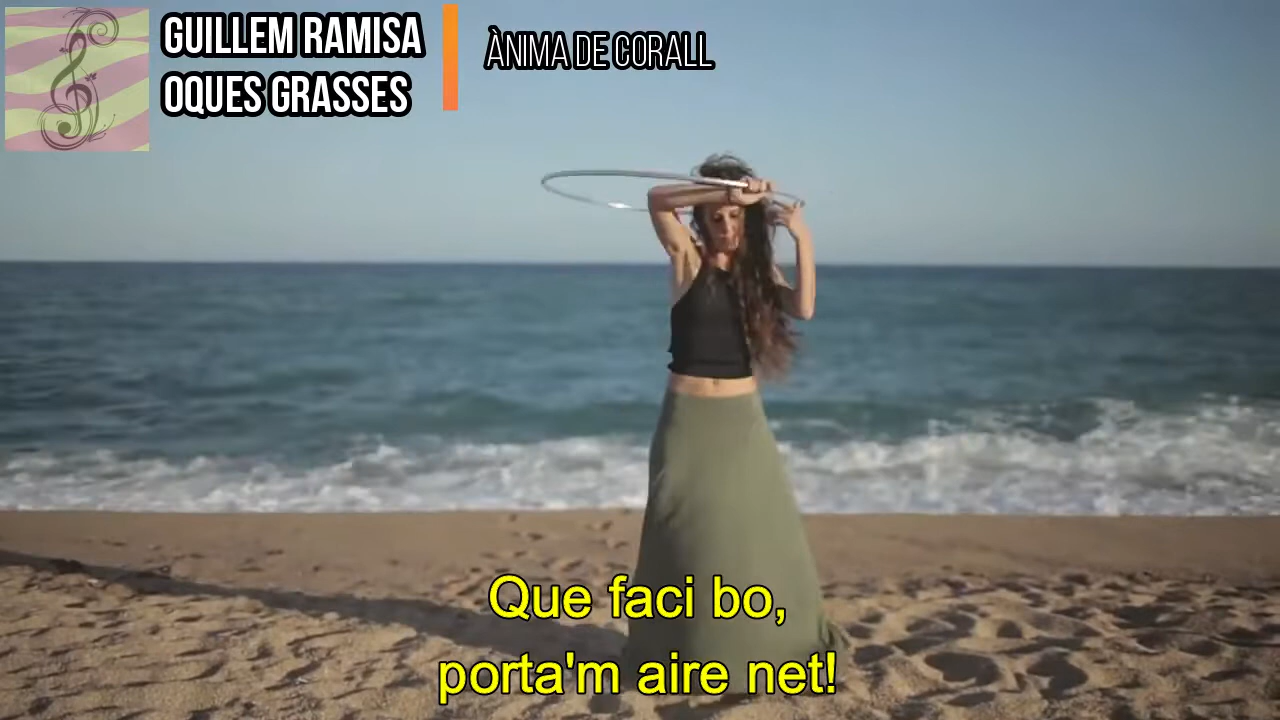 GUILLEM RAMISA
OQUES GRASSES
ÀNIMA DE CORALL
Que faci bo,
porta'm aire net!